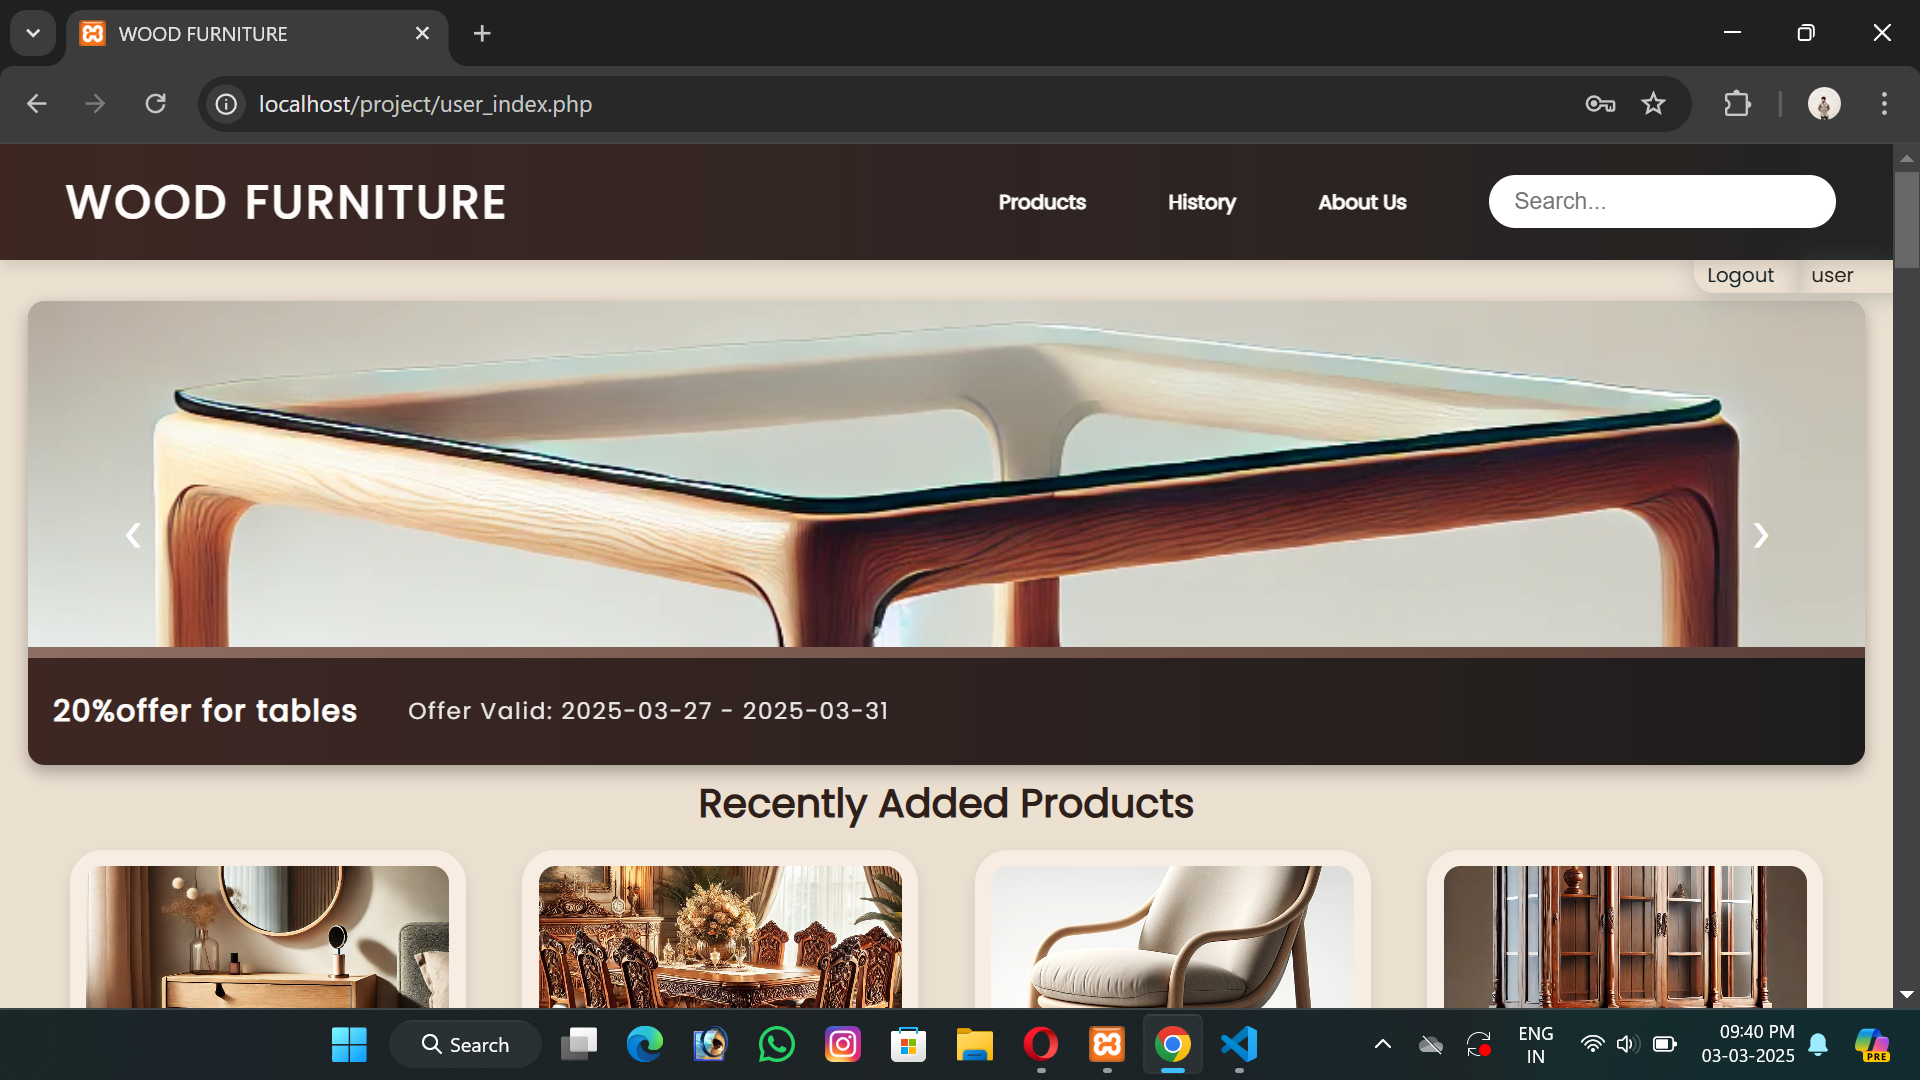 WOOD FURNITURE
localhost/project/user_index.php
WOOD FURNITURE
Products
History
About Us
Search...
Logout
user
20%offer for tables
Offer Valid: 2025-03-27 - 2025-03-31
Recently Added Products
Search
ENG
IN
09:40 PM
03-03-2025
PRE